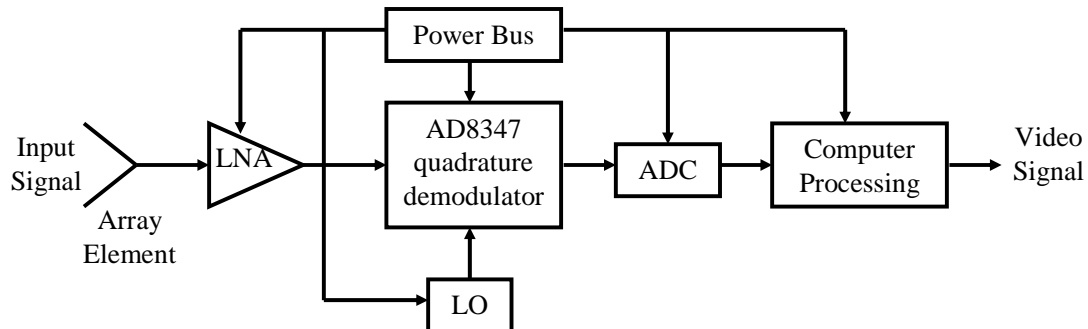 Power Bus
Input
Signal
Array
Element
LNA
AD8347
quadrature
demodulator
LO
ADC
Computer
Processing
Video
Signal